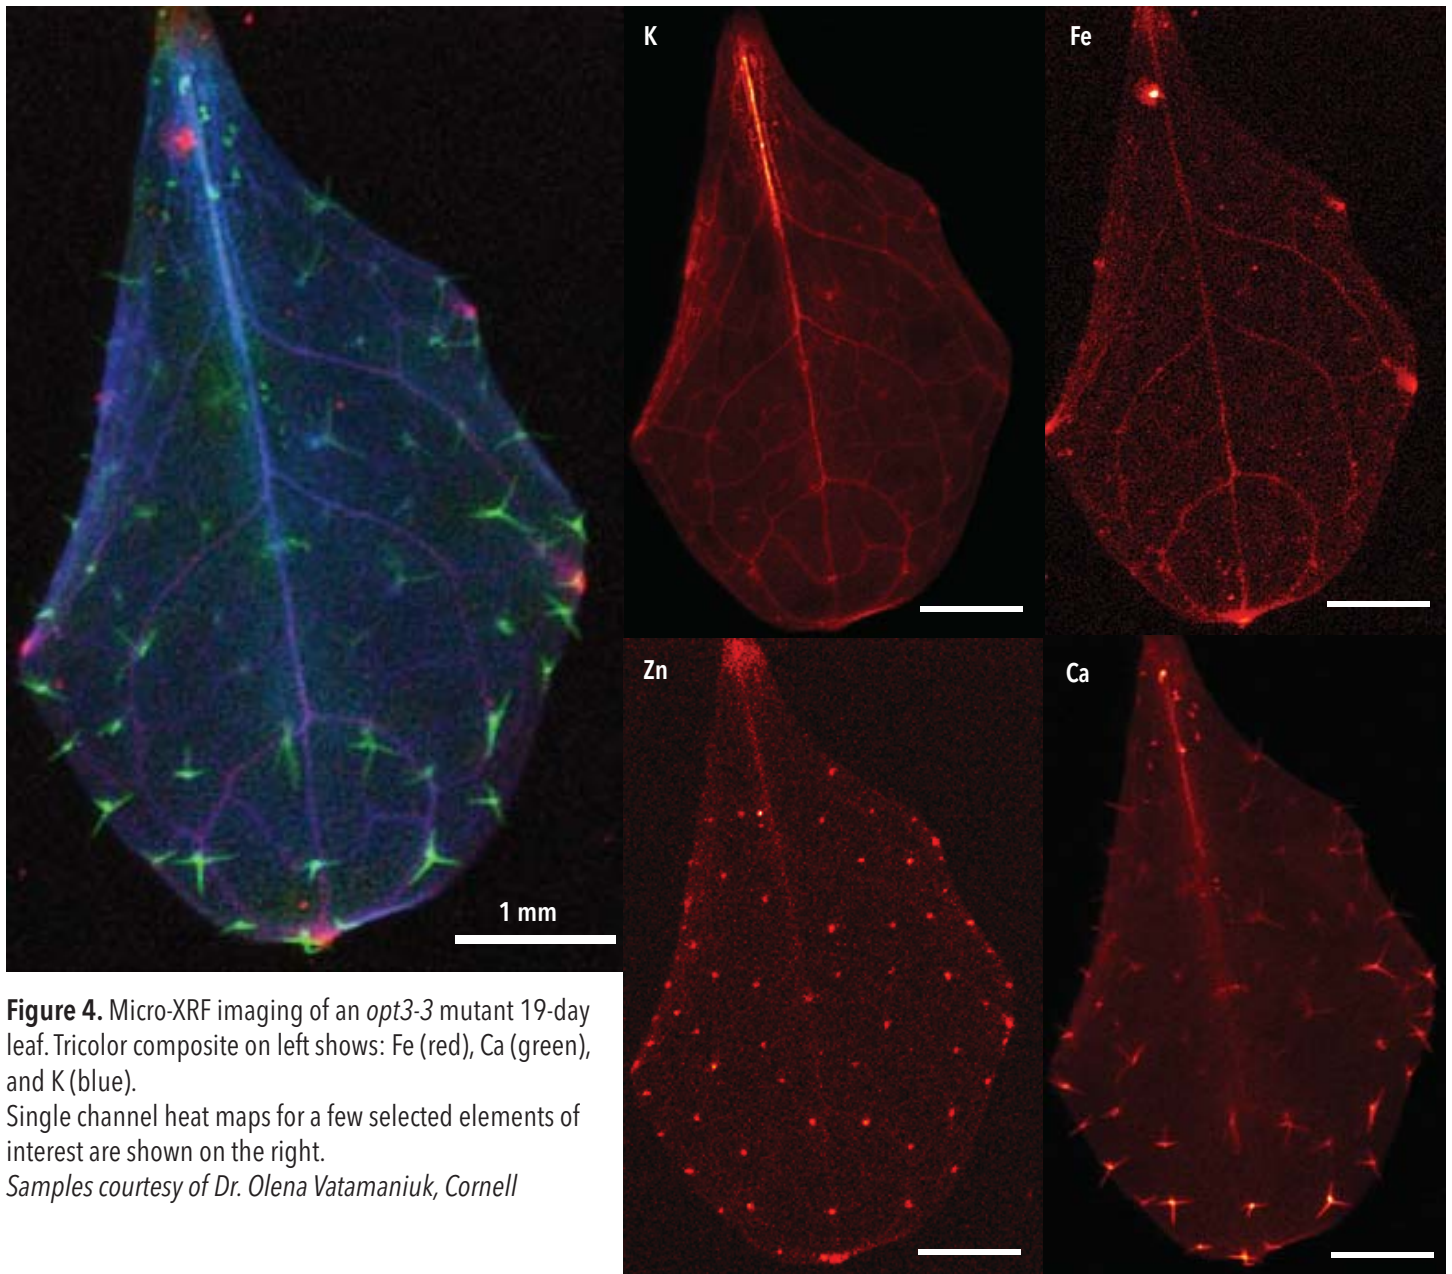 K
Fe
Zn
Ca
1 mm
Figure 4. Micro-XRF imaging of an opt3-3 mutant 19-day
leaf. Tricolor composite on left shows: Fe (red), Ca (green),
and K (blue).
Single channel heat maps for a few selected elements of
interest are shown on the right.
Samples courtesy of Dr. Olena Vatamaniuk, Cornell